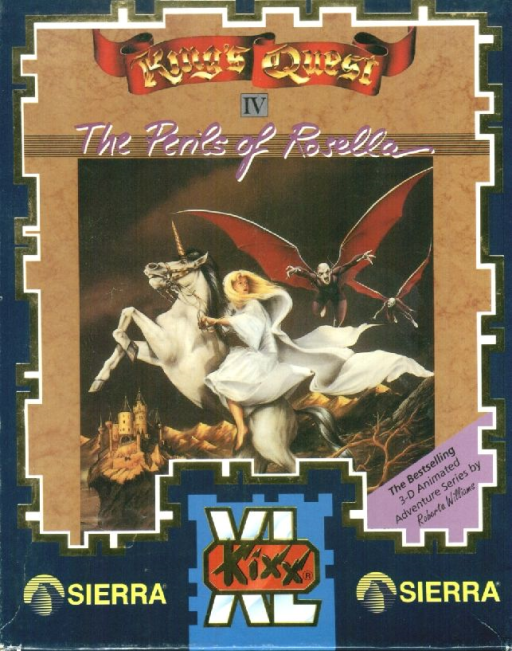 King's Quest
IV
The Perils of Rosella
The Bestselling
3-D Animated
Adventure Series by
Roberta Williams
XL
Kixx®
XL
SIERRA®
SIERRA®